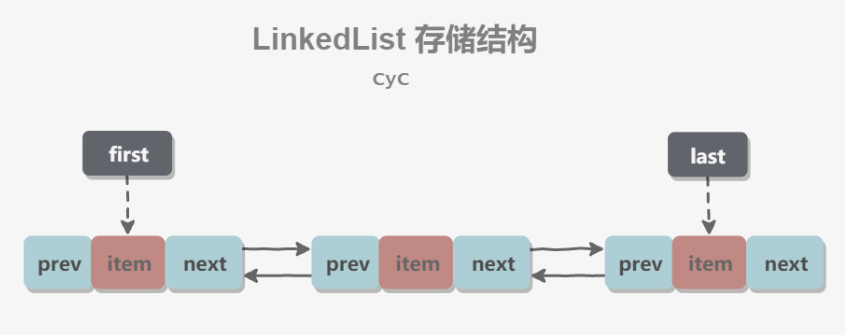 LinkedList 存储结构
CyC
first
last
prev item next
prev item next
prev item next